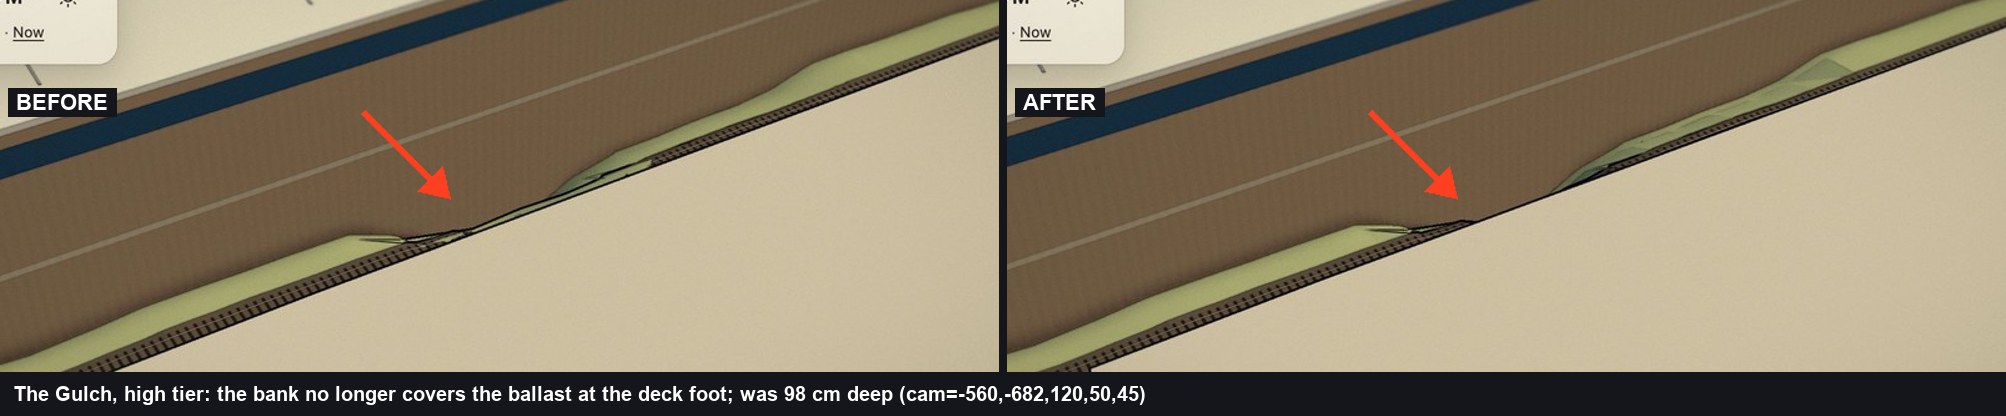 · Now
· Now
BEFORE
AFTER
The Gulch, high tier: the bank no longer covers the ballast at the deck foot; was 98 cm deep (cam=-560,-682,120,50,45)